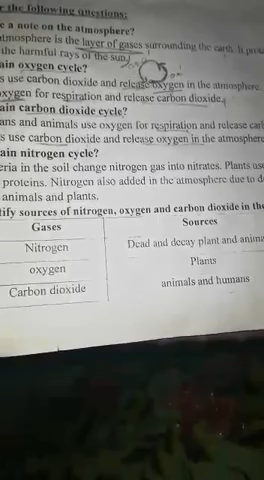 r the following questions:
e a note on the atmosphere?
atmosphere is the layer of gases surrounding the earth. It
the harmful rays of the sun.
ain oxygen cycle?
s use carbon dioxide and release oxygen in the atmosphere.
oxygen for respiration and release carbon dioxide.
ain carbon dioxide cycle?
ans and animals use oxygen for respiration and release
s use carbon dioxide and release oxygen in the atmosphere
ain nitrogen cycle?
eria in the soil change nitrogen gas into nitrates. Plants use
proteins. Nitrogen also added in the atmosphere due to
animals and plants.
tify sources of nitrogen, oxygen and carbon dioxide in the
Gases Sources
Nitrogen Dead and decay plant and anima
oxygen Plants
Carbon dioxide animals and humans